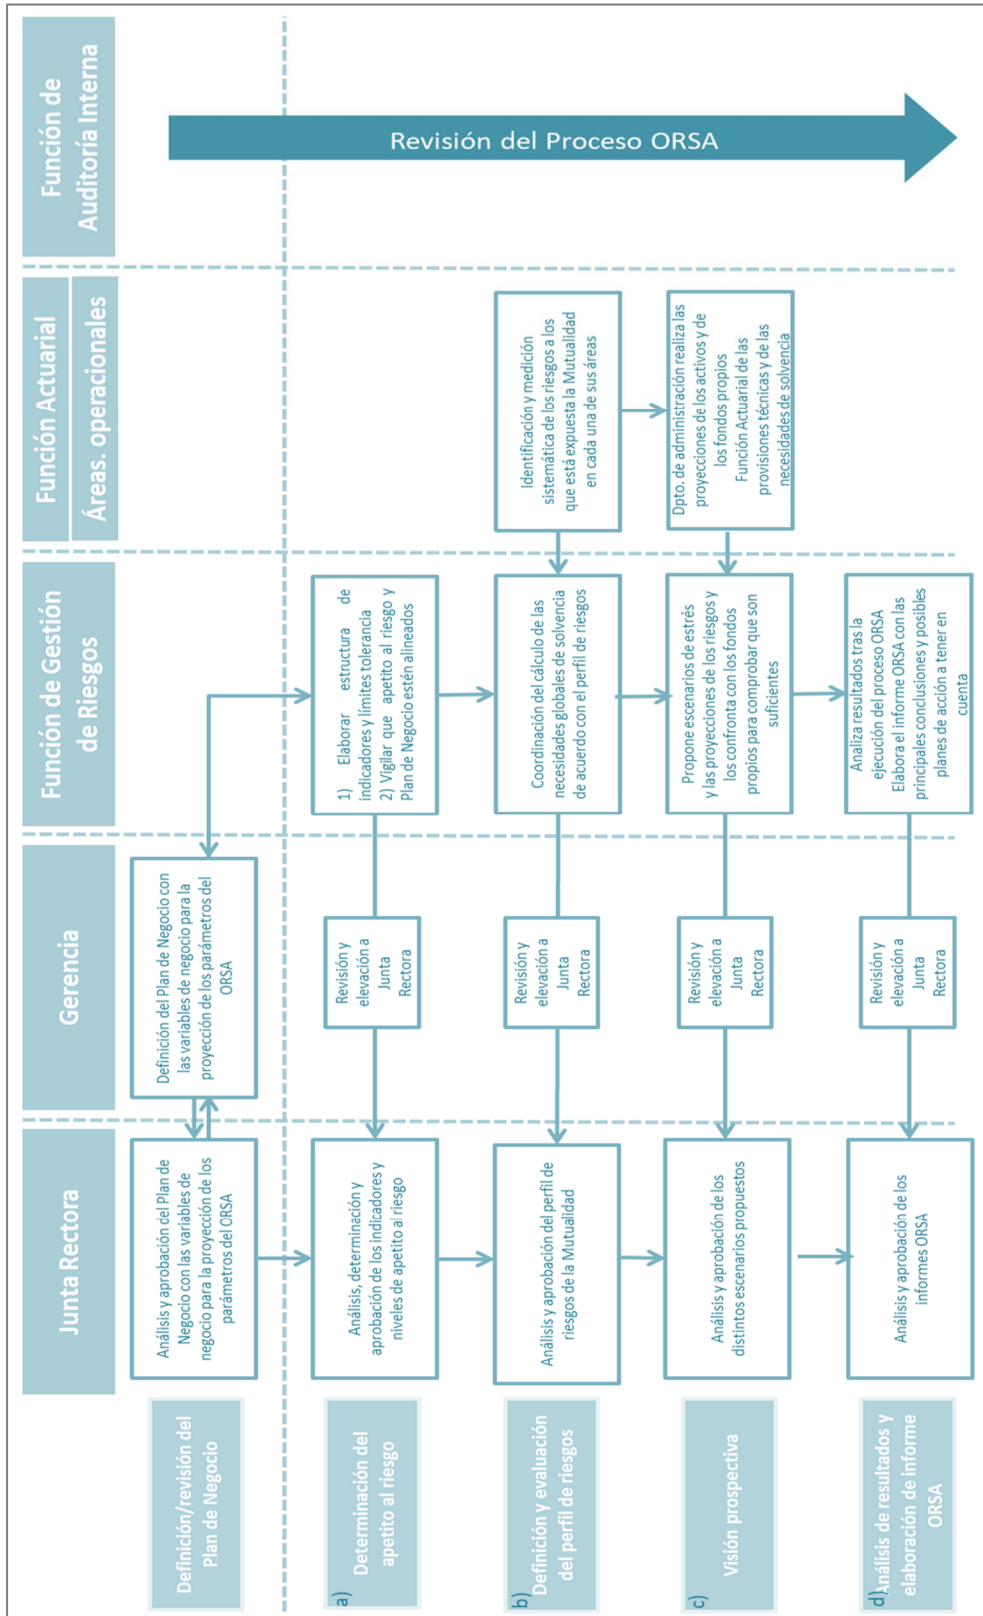 Junta Rectora
Gerencia
Función de Gestión
de Riesgos
Función Actuarial
Áreas. operacionales
Función de
Auditoría Interna
Definición/revisión del
Plan de Negocio
Análisis y aprobación del Plan de
Negocio con las variables de
negocio para la proyección de los
parámetros del ORSA
Definición del Plan de Negocio con
las variables de negocio para la
proyección de los parámetros del
ORSA
Revisión del Proceso ORSA
a)
Determinación del
apetito al riesgo
Análisis, determinación y
aprobación de los indicadores y
niveles de apetito al riesgo
Revisión y
elevación a
Junta
Rectora
1) Elaborar estructura de
indicadores y limites tolerancia
2) Vigilar que apetito al riesgo y
Plan de Negocio estén alineados
b)
Definición y evaluación
del perfil de riesgos
Análisis y aprobación del perfil de
riesgos de la Mutualidad
Revisión y
elevación a
Junta
Rectora
Coordinación del cálculo de las
necesidades globales de solvencia
de acuerdo con el perfil de riesgos
Identificación y medición
sistemática de los riesgos a los
que está expuesta la Mutualidad
en cada una de sus áreas
c)
Visión prospectiva
Análisis y aprobación de los
distintos escenarios propuestos
Revisión y
elevación a
Junta
Rectora
Propone escenarios de estrés
y las proyecciones de los riesgos y
los confronta con los fondos
propios para comprobar que son
suficientes
Dpto. de administración realiza las
proyecciones de los activos y de
los fondos propios
Función Actuarial de las
provisiones técnicas y de las
necesidades de solvencia
d)
Análisis de resultados y
elaboración de informe
ORSA
Análisis y aprobación de los
informes ORSA
Revisión y
elevación a
Junta
Rectora
Analiza resultados tras la
ejecución del proceso ORSA
Elabora el informe ORSA con las
principales conclusiones y posibles
planes de acción a tener en
cuenta